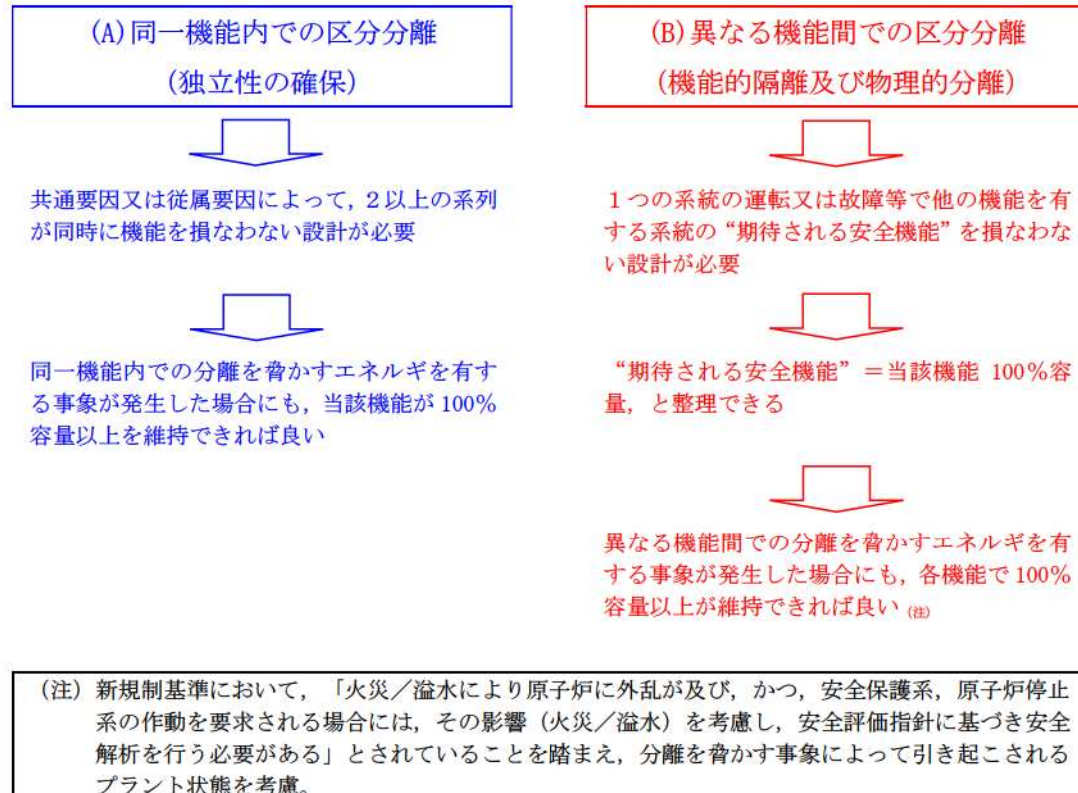 (A)同一機能内での区分分離
(独立性の確保)
共通要因又は従属要因によって，２以上の系列
が同時に機能を損なわない設計が必要
同一機能内での分離を脅かすエネルギを有す
る事象が発生した場合にも，当該機能が 100％
容量以上を維持できれば良い
(B)異なる機能間での区分分離
(機能的隔離及び物理的分離)
１つの系統の運転又は故障等で他の機能を有
する系統の“期待される安全機能”を損なわな
い設計が必要
“期待される安全機能”＝当該機能 100％容
量，と整理できる
異なる機能間での分離を脅かすエネルギを有
する事象が発生した場合にも，各機能で 100％
容量以上が維持できれば良い (注)
(注) 新規制基準において，「火災／溢水により原子炉に外乱が及び，かつ，安全保護系，原子炉停止
系の作動を要求される場合には，その影響（火災／溢水）を考慮し，安全評価指針に基づき安全
解析を行う必要がある」とされていることを踏まえ，分離を脅かす事象によって引き起こされる
プラント状態を考慮。